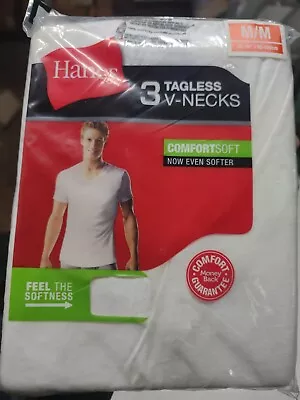 M/M
Hanes
3 TAGLESS
V-NECKS
COMFORTSOFT
NOW EVEN SOFTER
FEEL THE
SOFTNESS
COMFORT
Money
Back
GUARANTEE